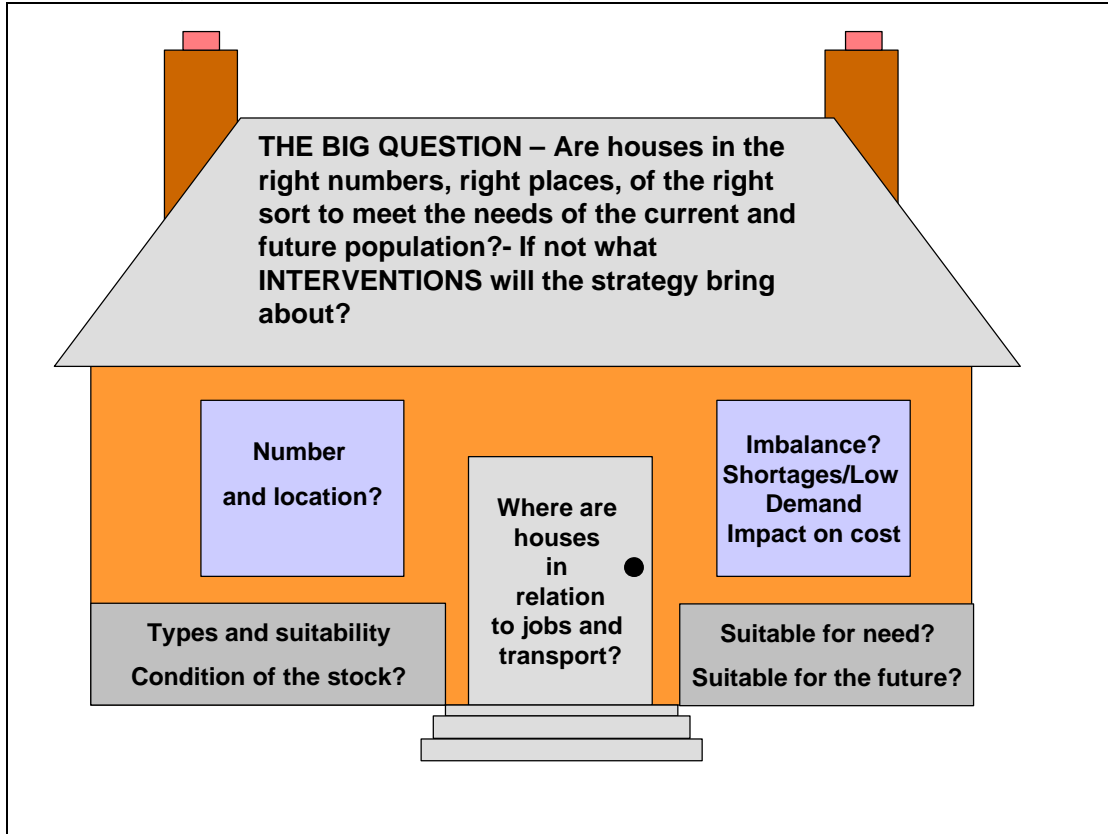 THE BIG QUESTION – Are houses in the
right numbers, right places, of the right
sort to meet the needs of the current and
future population?- If not what
INTERVENTIONS will the strategy bring
about?
Number
and location?
Where are
houses
in
relation
to jobs and
transport?
Imbalance?
Shortages/Low
Demand
Impact on cost
Types and suitability
Condition of the stock?
Suitable for need?
Suitable for the future?